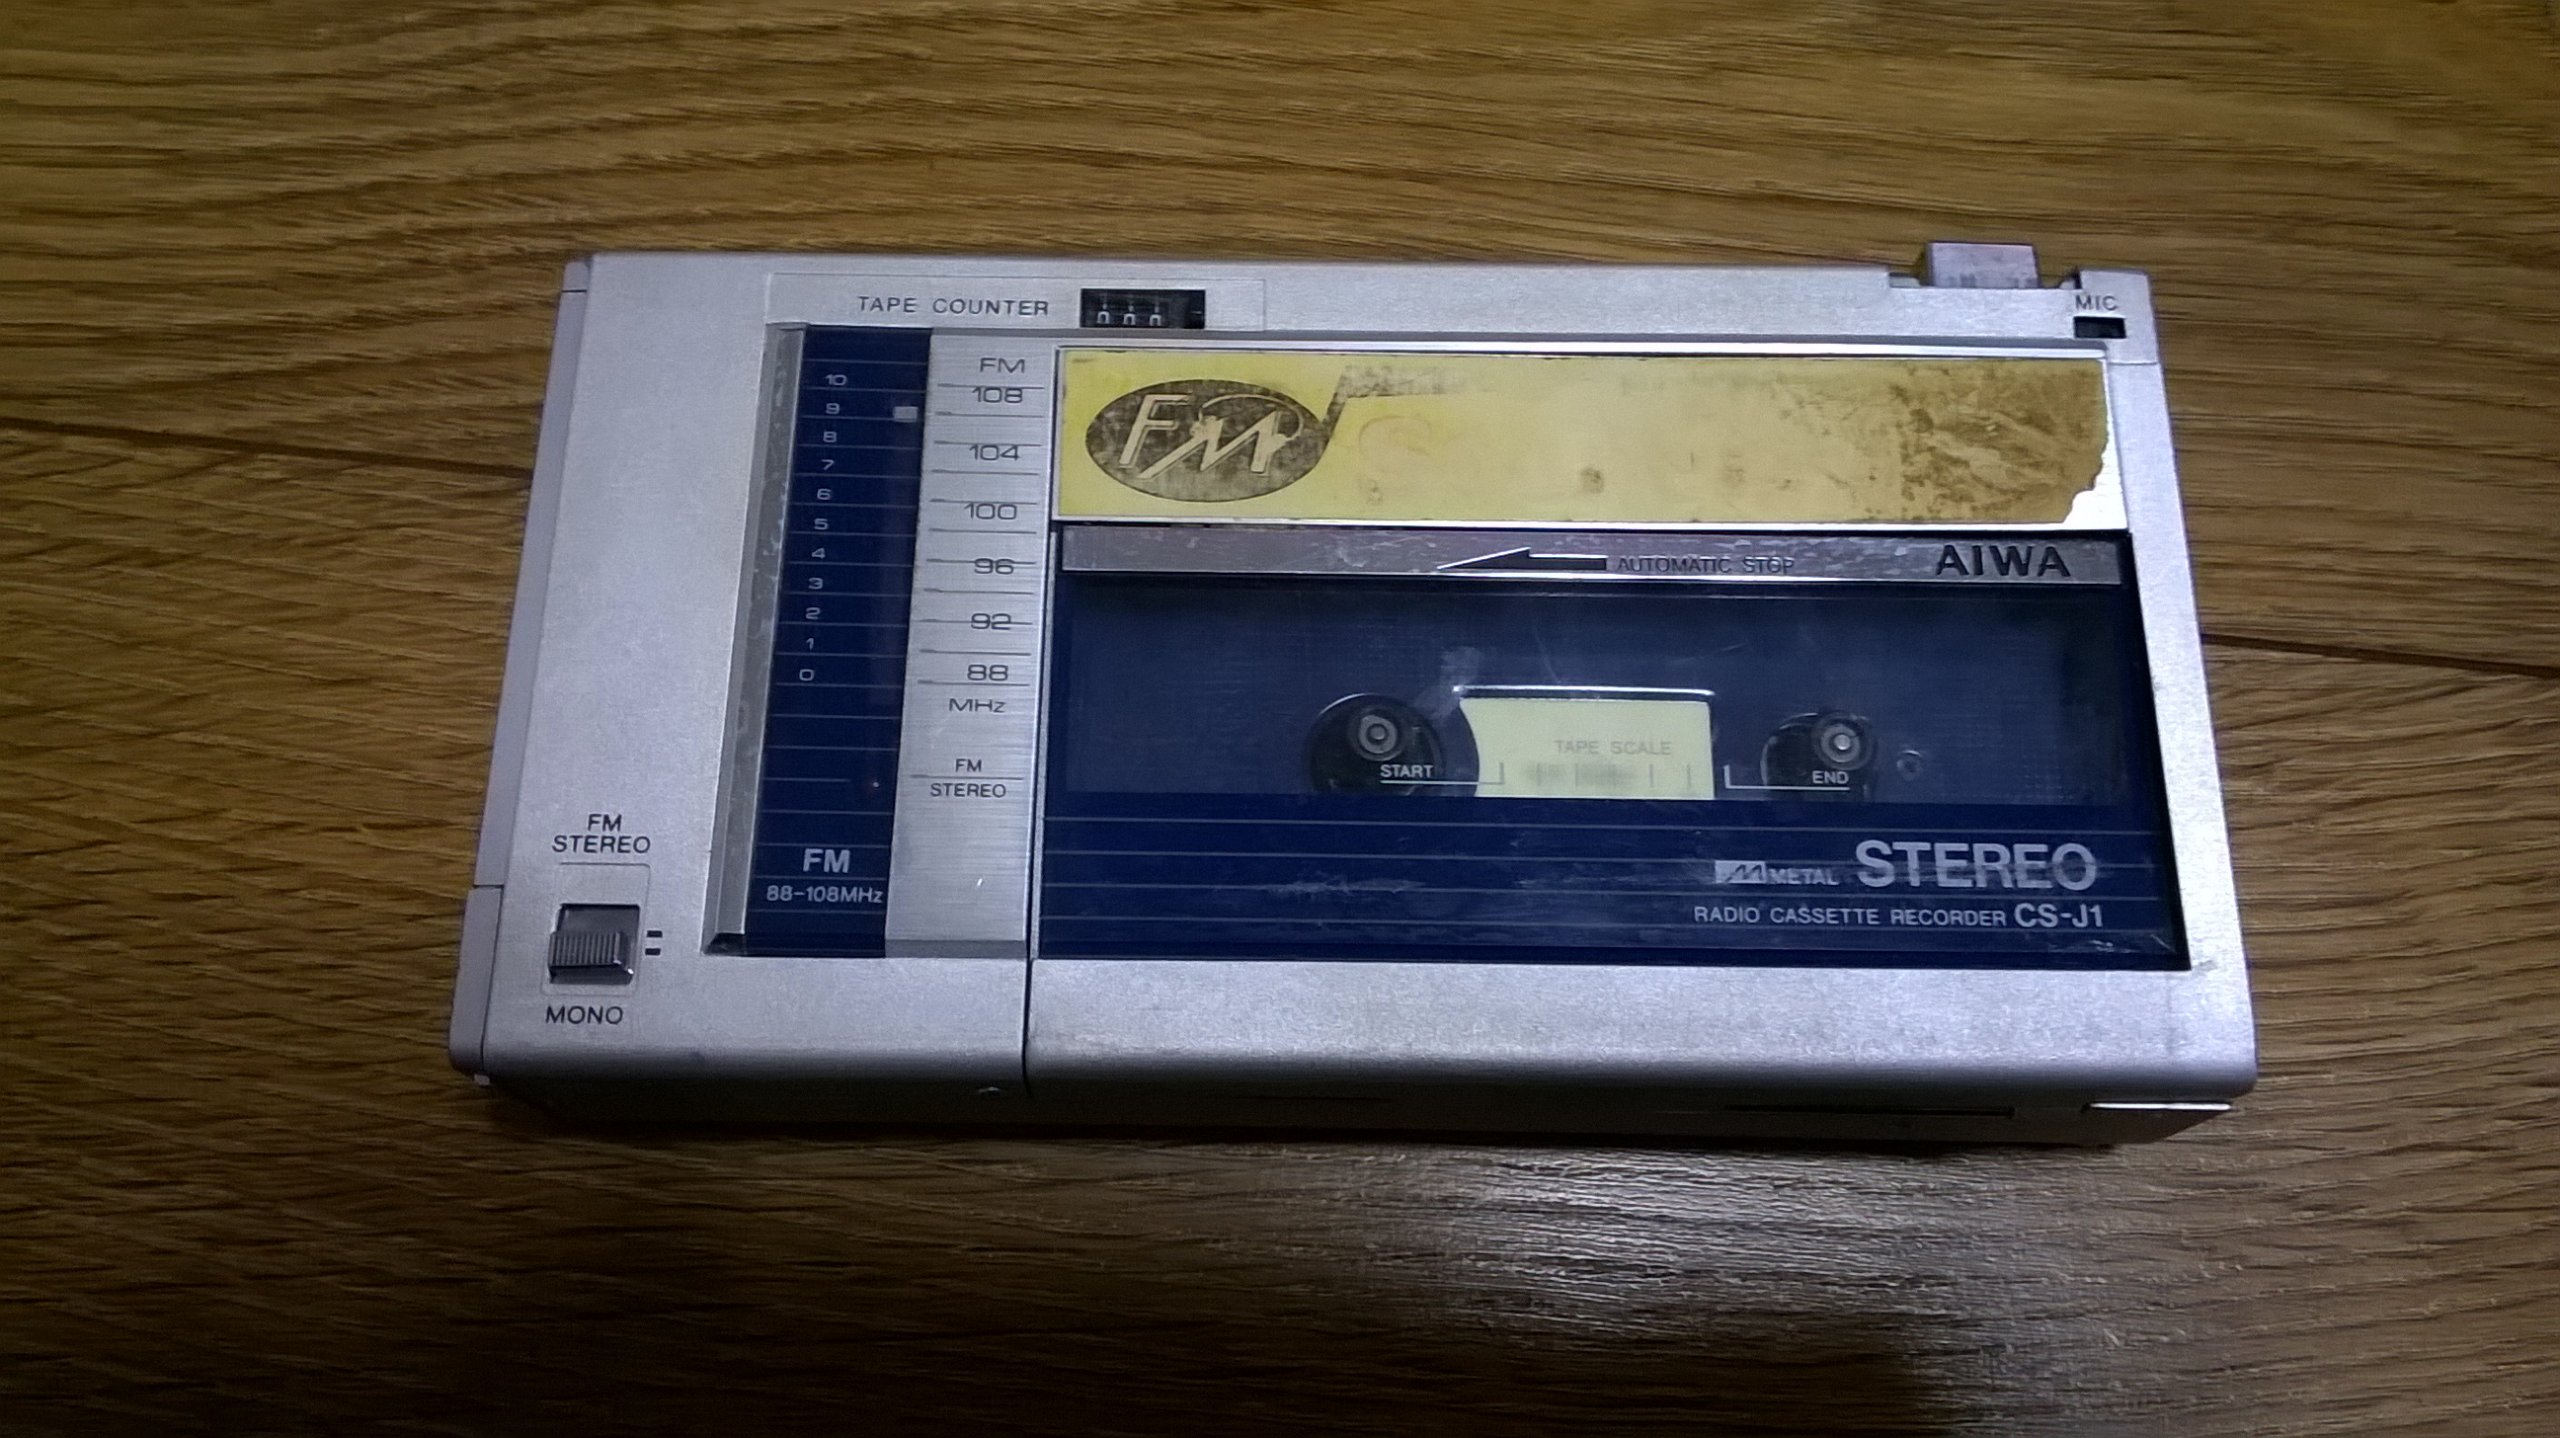 TAPE COUNTER
MIC
10
9
8
7
6
5
4
3
2
1
0
FM
88-108MHz
FM
108
104
100
96
92
88
MHz
FM
STEREO
FM
AUTOMATIC STOP AIWA
TAPE SCALE
START END
METAL STEREO
RADIO CASSETTE RECORDER CS-J1
FM
STEREO
MONO